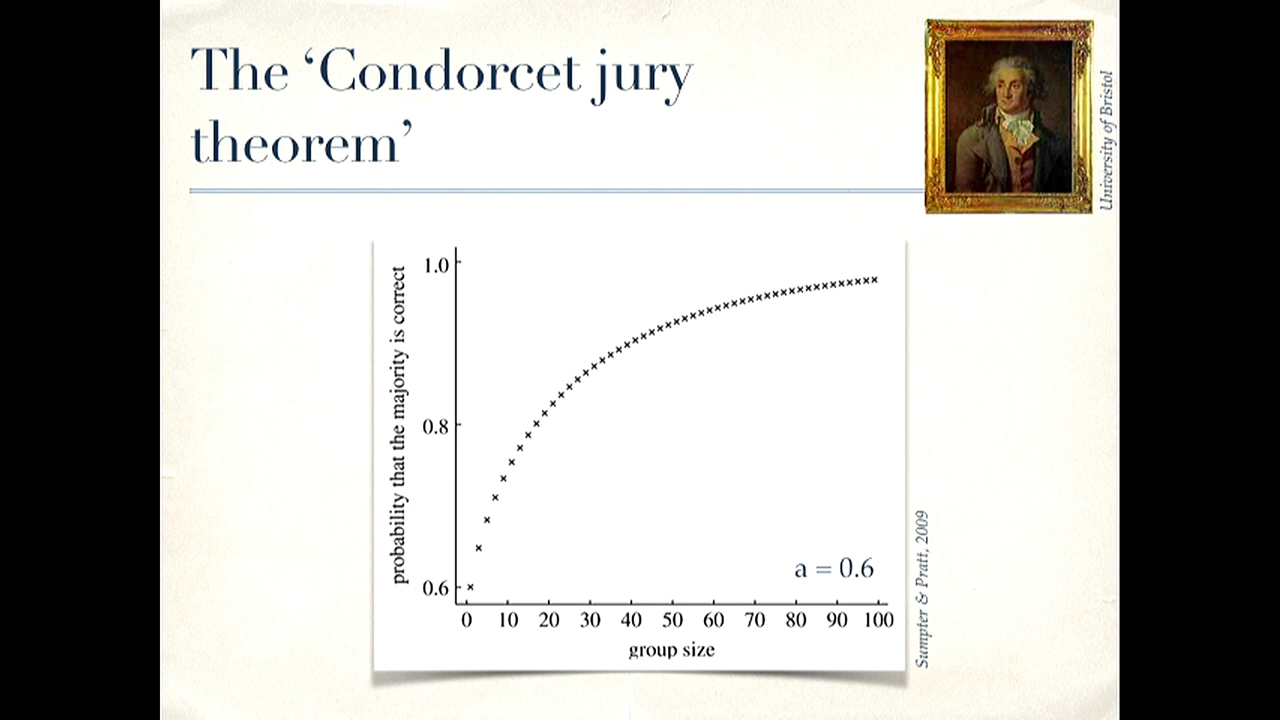 The ‘Condorcet jury
theorem’
University of Bristol
probability that the majority is correct
1.0
0.8
0.6
a = 0.6
0 10 20 30 40 50 60 70 80 90 100
group size
Sumpter & Pratt, 2009